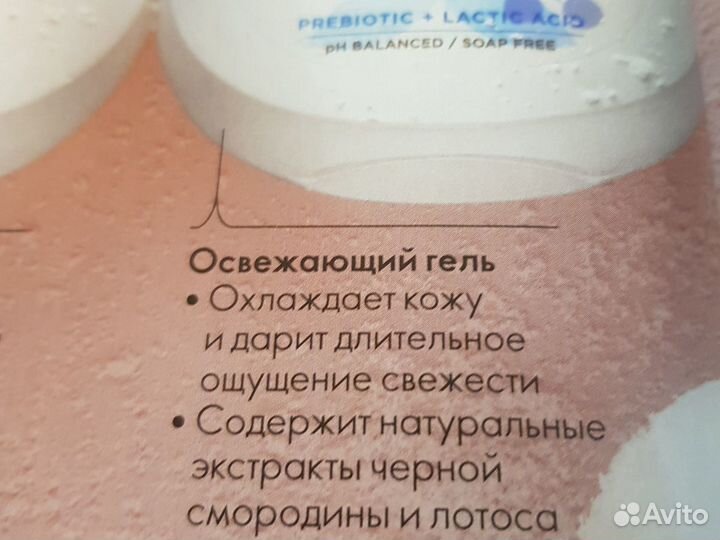 PREBIOTIC + LACTIC ACID
pH BALANCED / SOAP FREE
Освежающий гель
• Охлаждает кожу
и дарит длительное
ощущение свежести
• Содержит натуральные
экстракты черной
смородины и лотоса
Avito